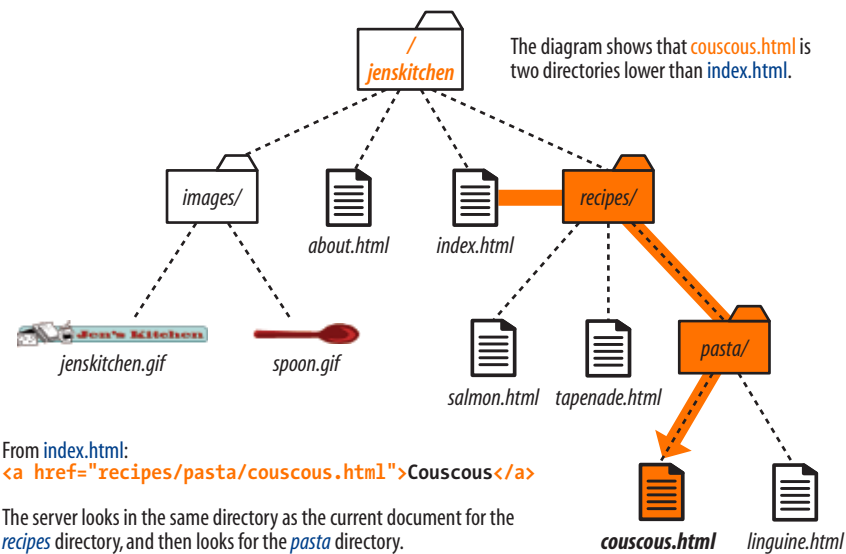 /
jenskitchen
The diagram shows that couscous.html is
two directories lower than index.html.
images/
about.html
index.html
recipes/
Jen's Kitchen
jenskitchen.gif
spoon.gif
salmon.html
tapenade.html
pasta/
From index.html:
<a href="recipes/pasta/couscous.html">Couscous</a>
The server looks in the same directory as the current document for the
recipes directory, and then looks for the pasta directory.
couscous.html
linguine.html